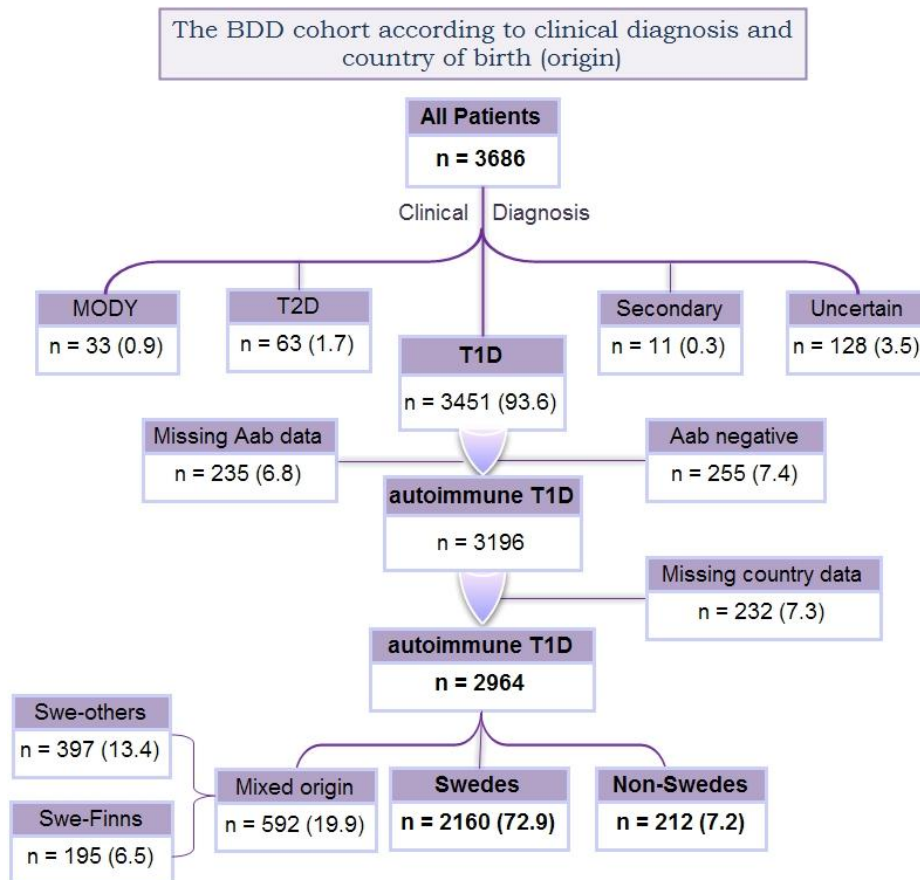 The BDD cohort according to clinical diagnosis and
country of birth (origin)
All Patients
n = 3686
Clinical Diagnosis
MODY
n = 33 (0.9)
T2D
n = 63 (1.7)
T1D
n = 3451 (93.6)
Secondary
n = 11 (0.3)
Uncertain
n = 128 (3.5)
Missing Aab data
n = 235 (6.8)
Aab negative
n = 255 (7.4)
autoimmune T1D
n = 3196
Missing country data
n = 232 (7.3)
autoimmune T1D
n = 2964
Swe-others
n = 397 (13.4)
Swe-Finns
n = 195 (6.5)
Mixed origin
n = 592 (19.9)
Swedes
n = 2160 (72.9)
Non-Swedes
n = 212 (7.2)